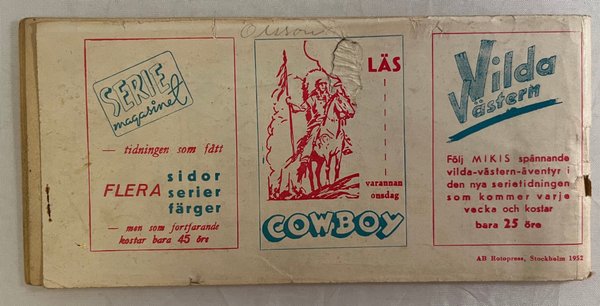 Olsson
SERIE
magasinet
— tidningen som fått
FLERA sidor
serier
färger
— men som fortfarande
kostar bara 45 öre
LÄS
varannan
onsdag
COWBOY
Vilda
Västern
Följ MIKIS spännande
vilda-västern-äventyr i
den nya serietidningen
som kommer varje
vecka och kostar
bara 25 öre
AB Rotopress, Stockholm 1952